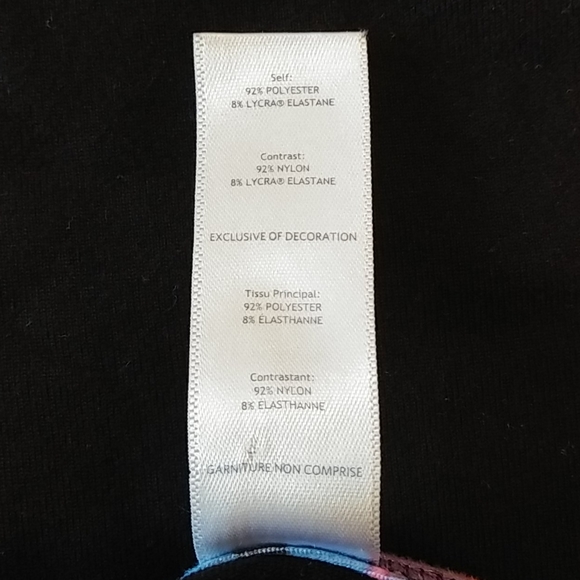 Self:
92% POLYESTER
8% LYCRA® ELASTANE
Contrast:
92% NYLON
8% LYCRA® ELASTANE
EXCLUSIVE OF DECORATION
Tissu Principal:
92% POLYESTER
8% ÉLASTHANNE
Contrastant:
92% NYLON
8% ÉLASTHANNE
GARNITURE NON COMPRISE